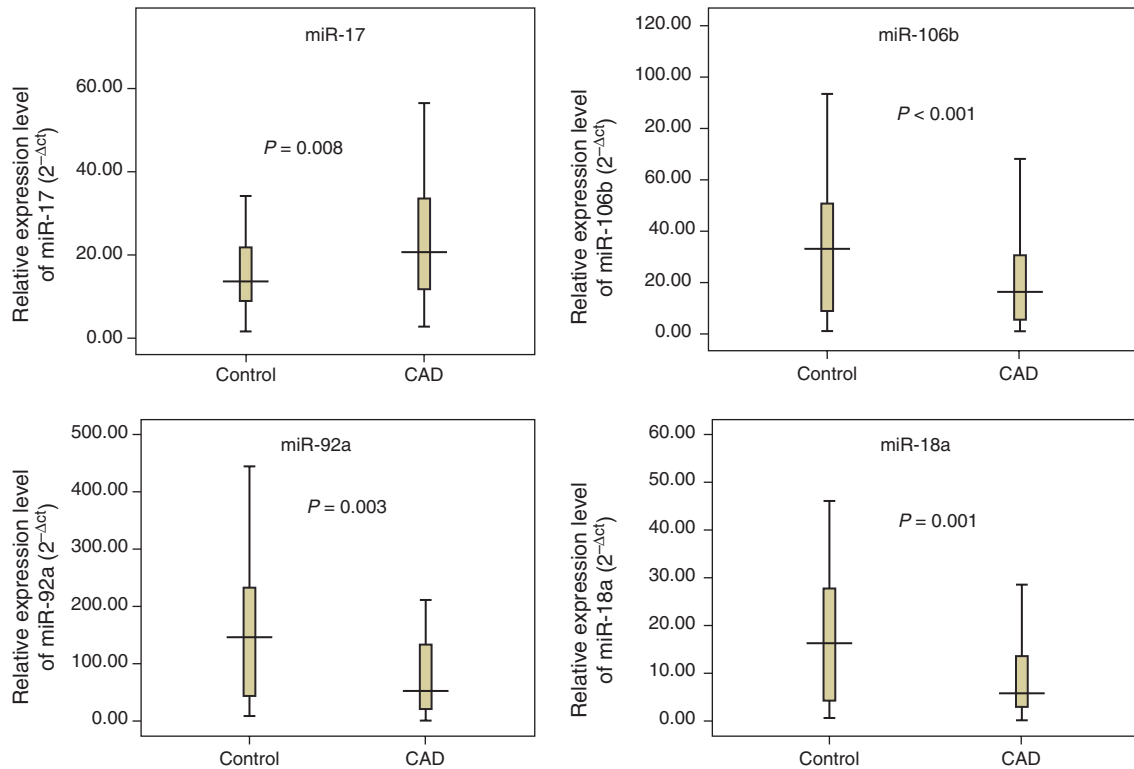 miR-17
Relative expression level
of miR-17 (2−Δct)
60.00
40.00
20.00
0.00
P = 0.008
Control
CAD
miR-106b
Relative expression level
of miR-106b (2−Δct)
120.00
100.00
20.00
60.00
40.00
20.00
0.00
P < 0.001
Control
CAD
miR-92a
Relative expression level
of miR-92a (2−Δct)
500.00
400.00
300.00
200.00
100.00
0.00
P = 0.003
Control
CAD
miR-18a
Relative expression level
of miR-18a (2−Δct)
60.00
50.00
40.00
30.00
20.00
10.00
0.00
P = 0.001
Control
CAD